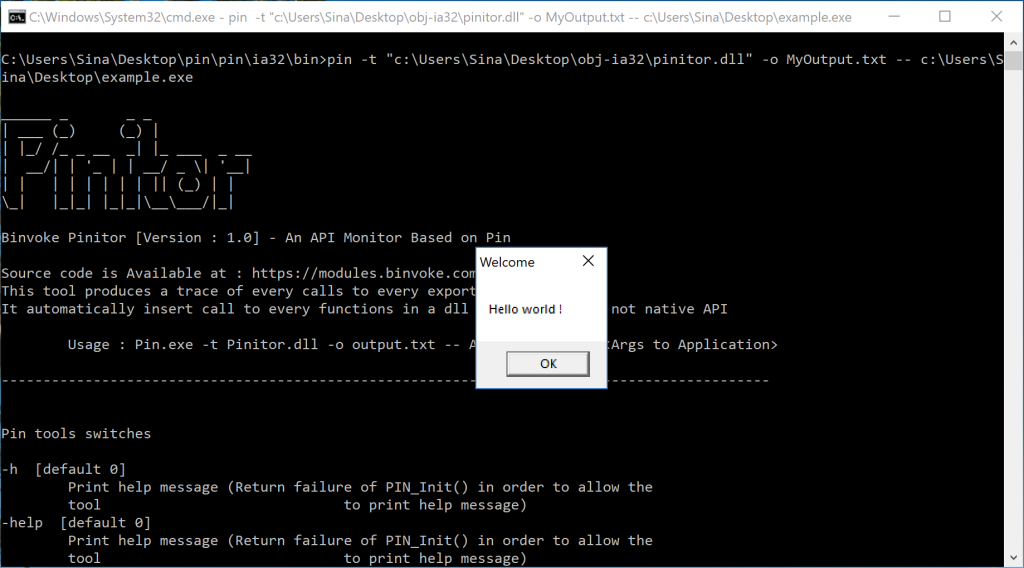 C:\Windows\System32\cmd.exe - pin -t "c:\Users\Sina\Desktop\obj-ia32\pinitor.dll" -o MyOutput.txt -- c:\Users\Sina\Desktop\example.exe
C:\Users\Sina\Desktop\pin\pin\ia32\bin>pin -t "c:\Users\Sina\Desktop\obj-ia32\pinitor.dll" -o MyOutput.txt -- c:\Users\S
ina\Desktop\example.exe
Pinitor
Binvoke Pinitor [Version : 1.0] - An API Monitor Based on Pin
Source code is Available at : https://modules.binvoke.com
This tool produces a trace of every calls to every export
It automatically insert call to every functions in a dll not native API
Usage : Pin.exe -t Pinitor.dll -o output.txt -- Args to Application>
--------------------------------------------------------------------------------------------
Welcome
Hello world !
OK
Pin tools switches
-h [default 0]
Print help message (Return failure of PIN_Init() in order to allow the
tool to print help message)
-help [default 0]
Print help message (Return failure of PIN_Init() in order to allow the
tool to print help message)